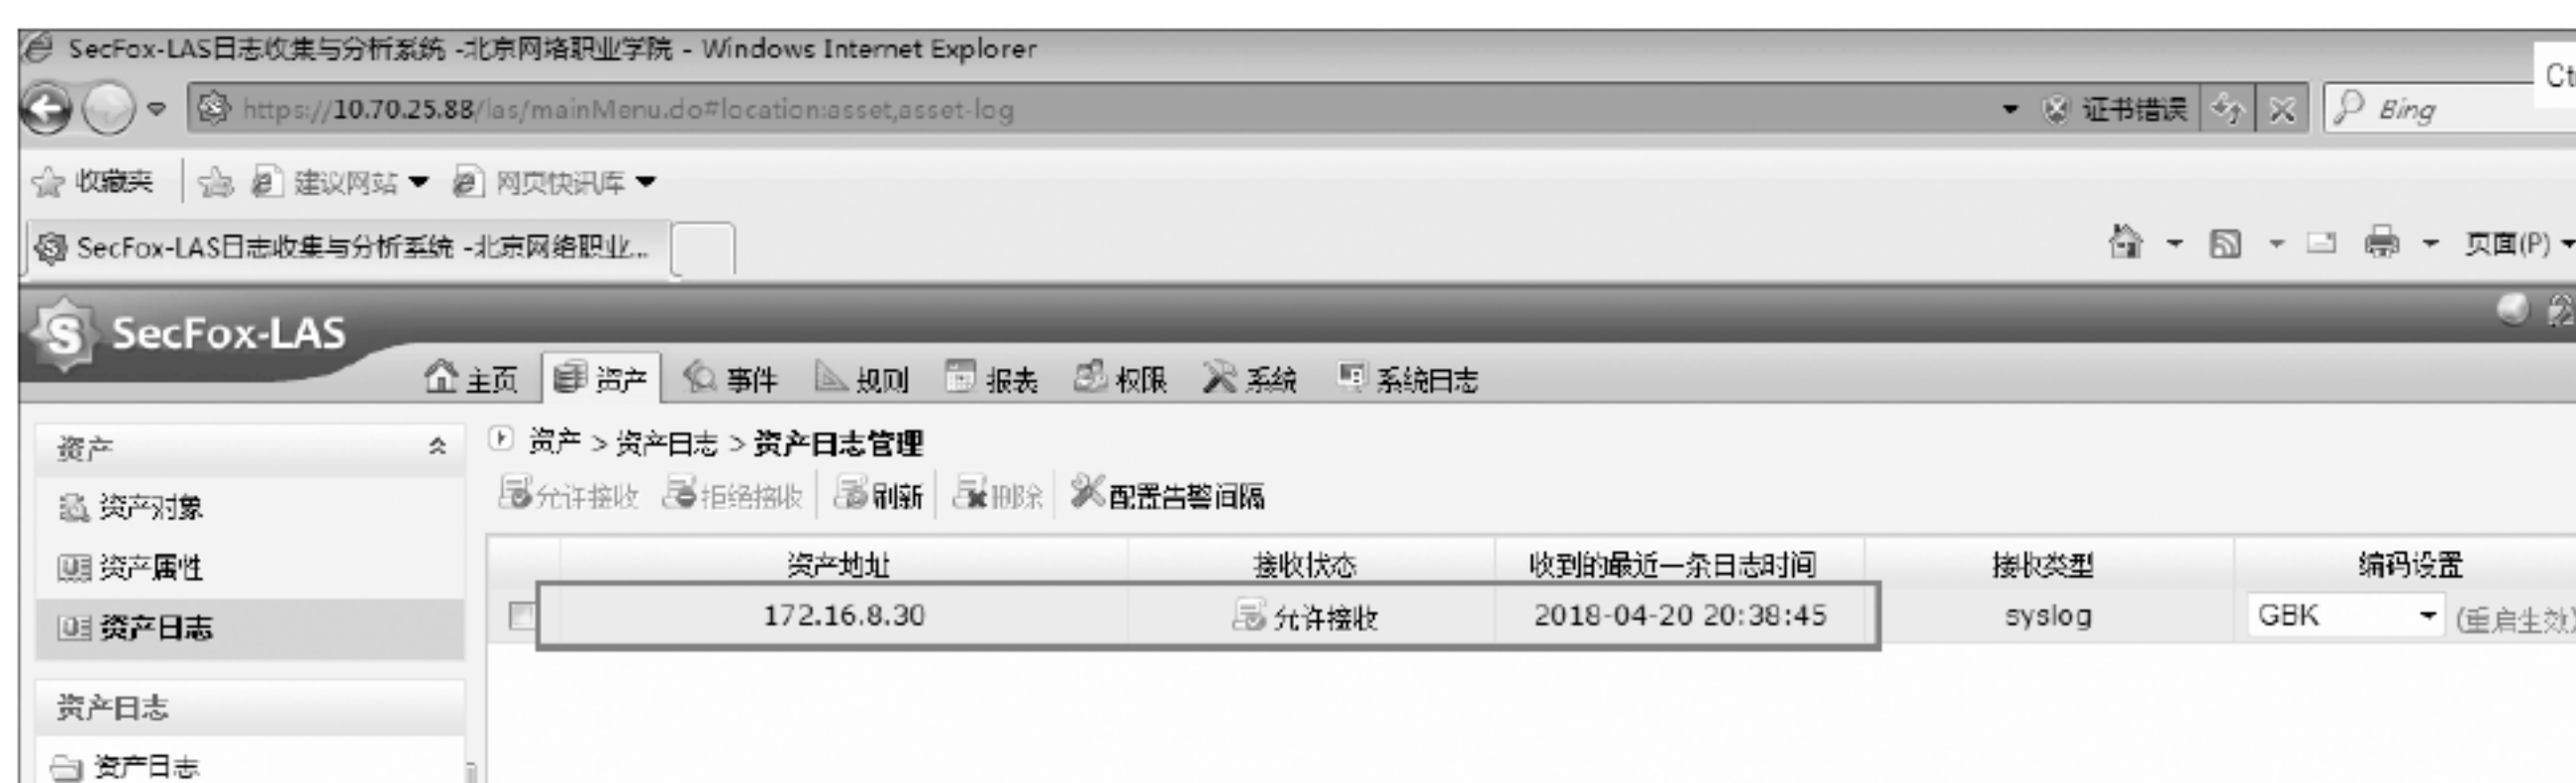 SecFox-LAS日志收集与分析系统 -北京网络职业学院 - Windows Internet Explorer
https://10.70.25.88/las/mainMenu.do#location:asset,asset-log 证书错误 Bing
收藏夹 建议网站 网页快讯库
SecFox-LAS日志收集与分析系统 -北京网络职业... 页面(P)
SecFox-LAS
主页 资产 事件 规则 报表 权限 系统 系统日志
资产
资产对象
资产属性
资产日志
资产日志
资产日志
资产 > 资产日志 > 资产日志管理
允许接收 拒绝接收 刷新 删除 配置告警间隔
资产地址 接收状态 收到的最近一条日志时间 接收类型 编码设置
172.16.8.30 允许接收 2018-04-20 20:38:45 syslog GBK (重启生效)